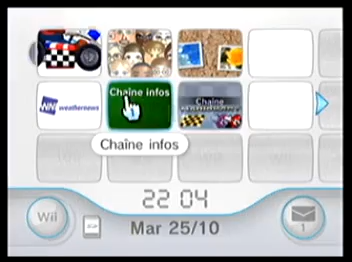 Chaîne infos
Chaîne
weathernews
Chaîne infos
22 04
Wii
Mar 25/10
1